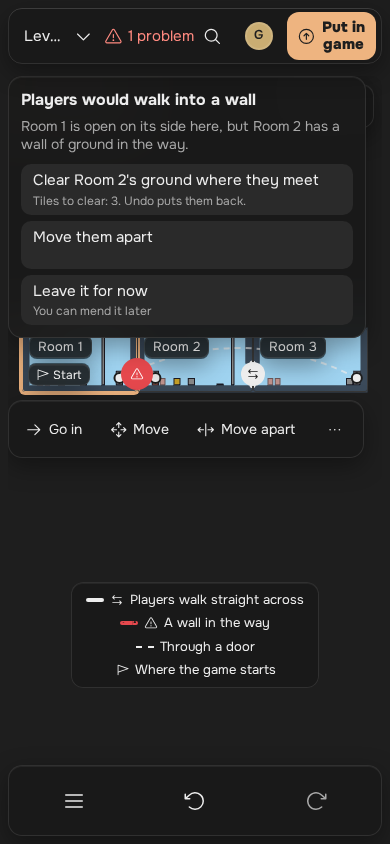 Lev...
1 problem
G
Put in
game
Players would walk into a wall
Room 1 is open on its side here, but Room 2 has a
wall of ground in the way.
Clear Room 2's ground where they meet
Tiles to clear: 3. Undo puts them back.
Move them apart
Leave it for now
You can mend it later
Room 1
Room 2
Room 3
Start
Go in
Move
Move apart
...
Players walk straight across
A wall in the way
Through a door
Where the game starts